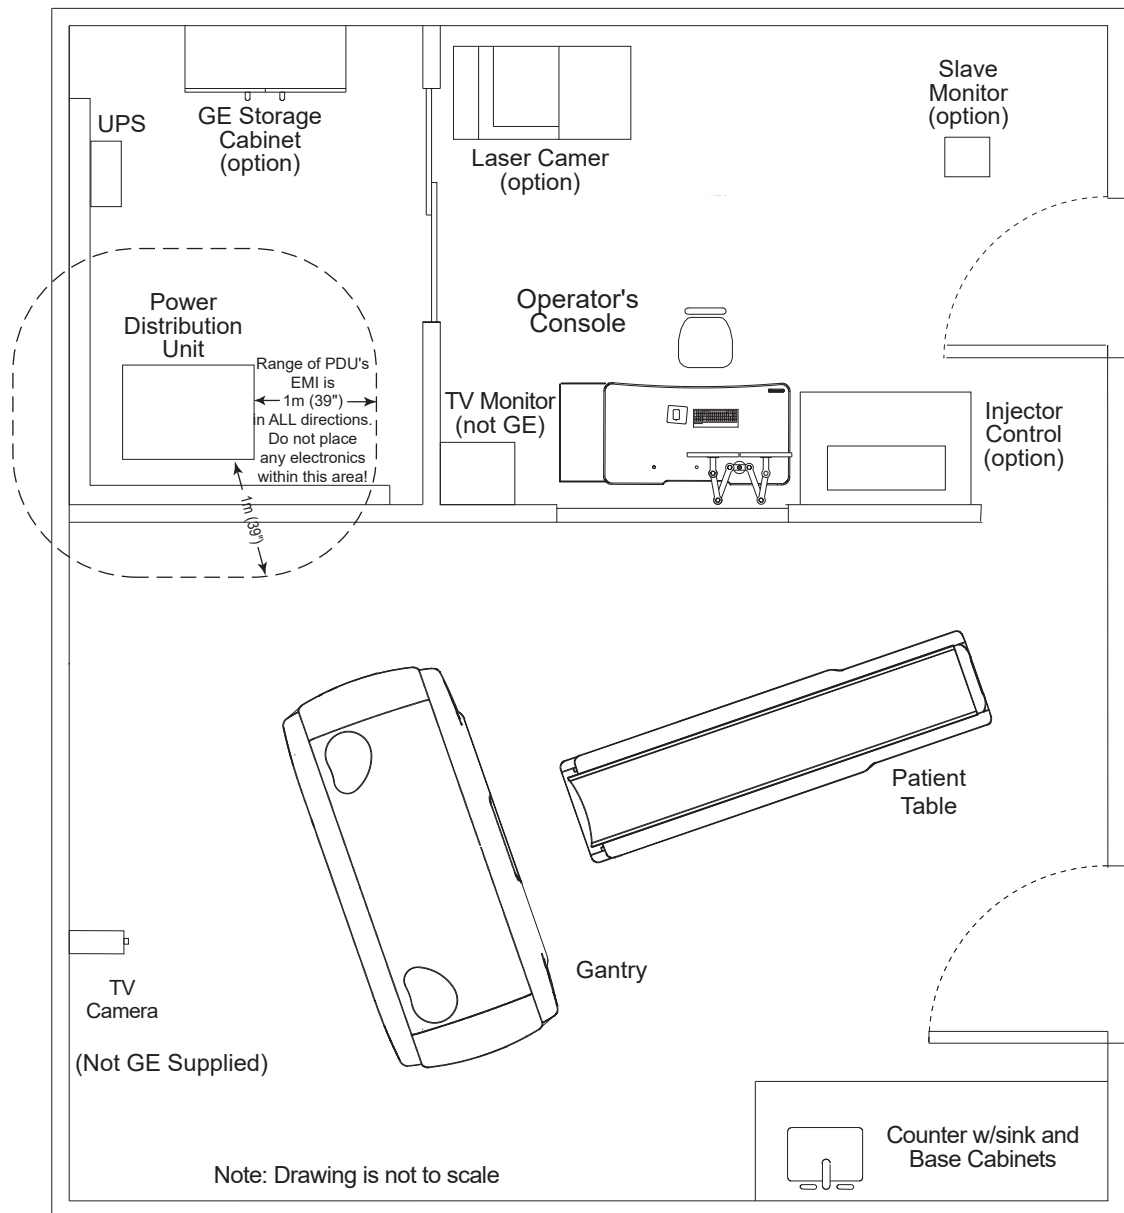 UPS
GE Storage
Cabinet
(option)
Laser Camer
(option)
Slave
Monitor
(option)
Power
Distribution
Unit
Range of PDU's
EMI is
1m (39")
in ALL directions.
Do not place
any electronics
within this area!
1m (39")
Operator's
Console
TV Monitor
(not GE)
Injector
Control
(option)
Patient
Table
Gantry
TV
Camera
(Not GE Supplied)
Counter w/sink and
Base Cabinets
Note: Drawing is not to scale